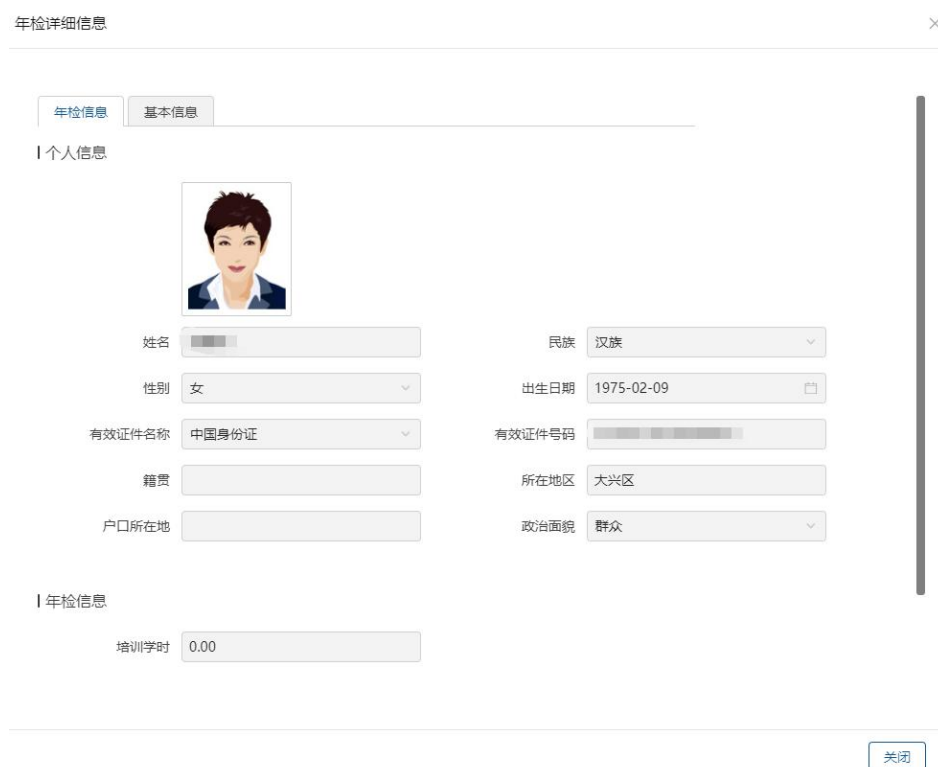 年检详细信息
年检信息 基本信息
个人信息
姓名 民族 汉族
性别 女 出生日期 1975-02-09
有效证件名称 中国身份证 有效证件号码
籍贯 所在地区 大兴区
户口所在地 政治面貌 群众
年检信息
培训学时 0.00
关闭